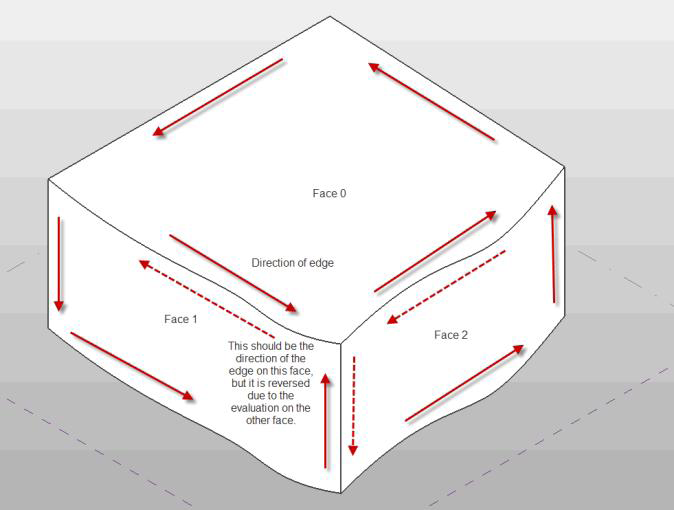 Face 0
Direction of edge
Face 1
Face 2
This should be the
direction of the
edge on this face,
but it is reversed
due to the
evaluation on the
other face.